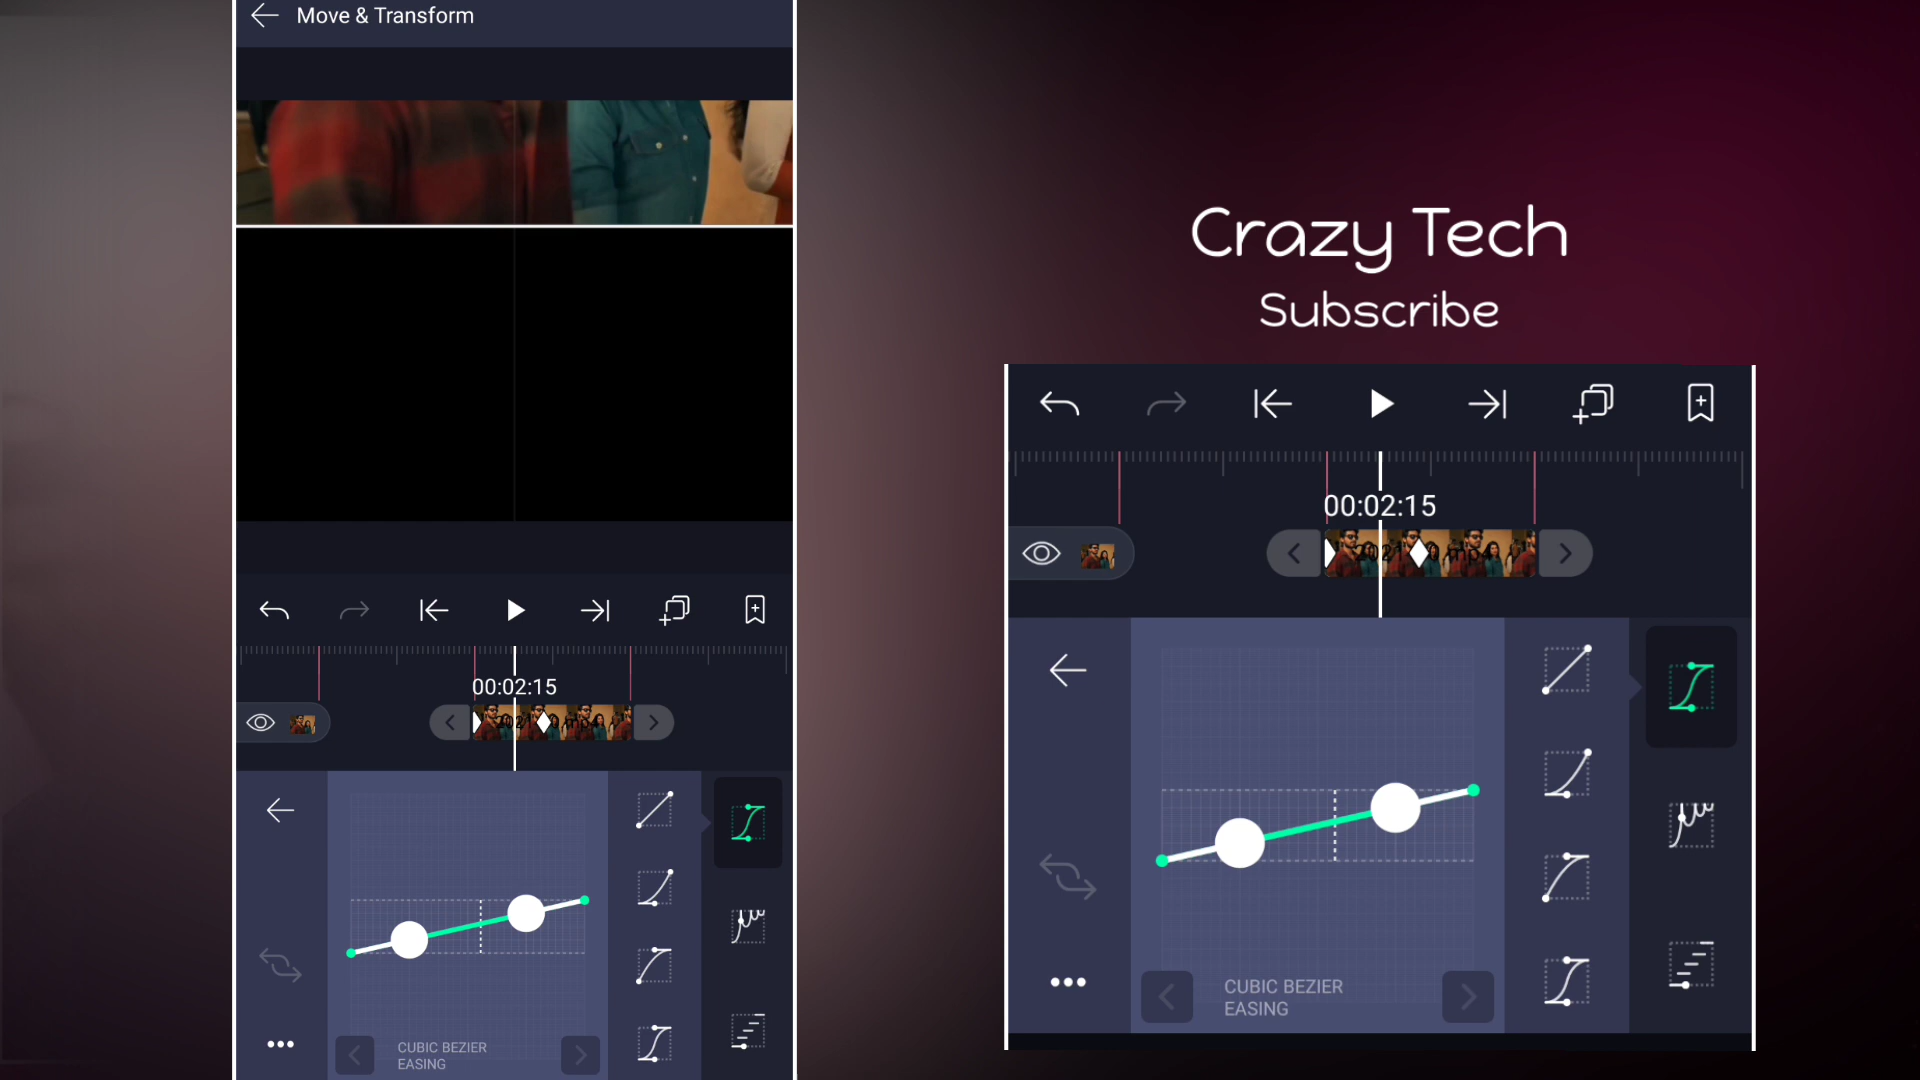 Move & Transform
00:02:15
CUBIC BEZIER
EASING
Crazy Tech
Subscribe
00:02:15
CUBIC BEZIER
EASING